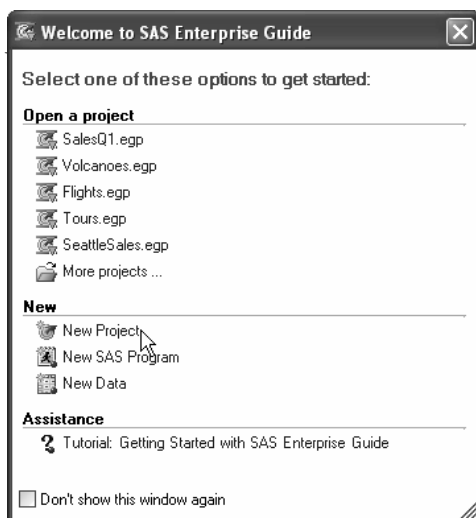 Welcome to SAS Enterprise Guide
Select one of these options to get started:
Open a project
SalesQ1.egp
Volcanoes.egp
Flights.egp
Tours.egp
SeattleSales.egp
More projects ...
New
New Project
New SAS Program
New Data
Assistance
Tutorial: Getting Started with SAS Enterprise Guide
Don't show this window again